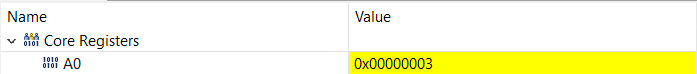 Name Value
Core Registers
A0 0x00000003